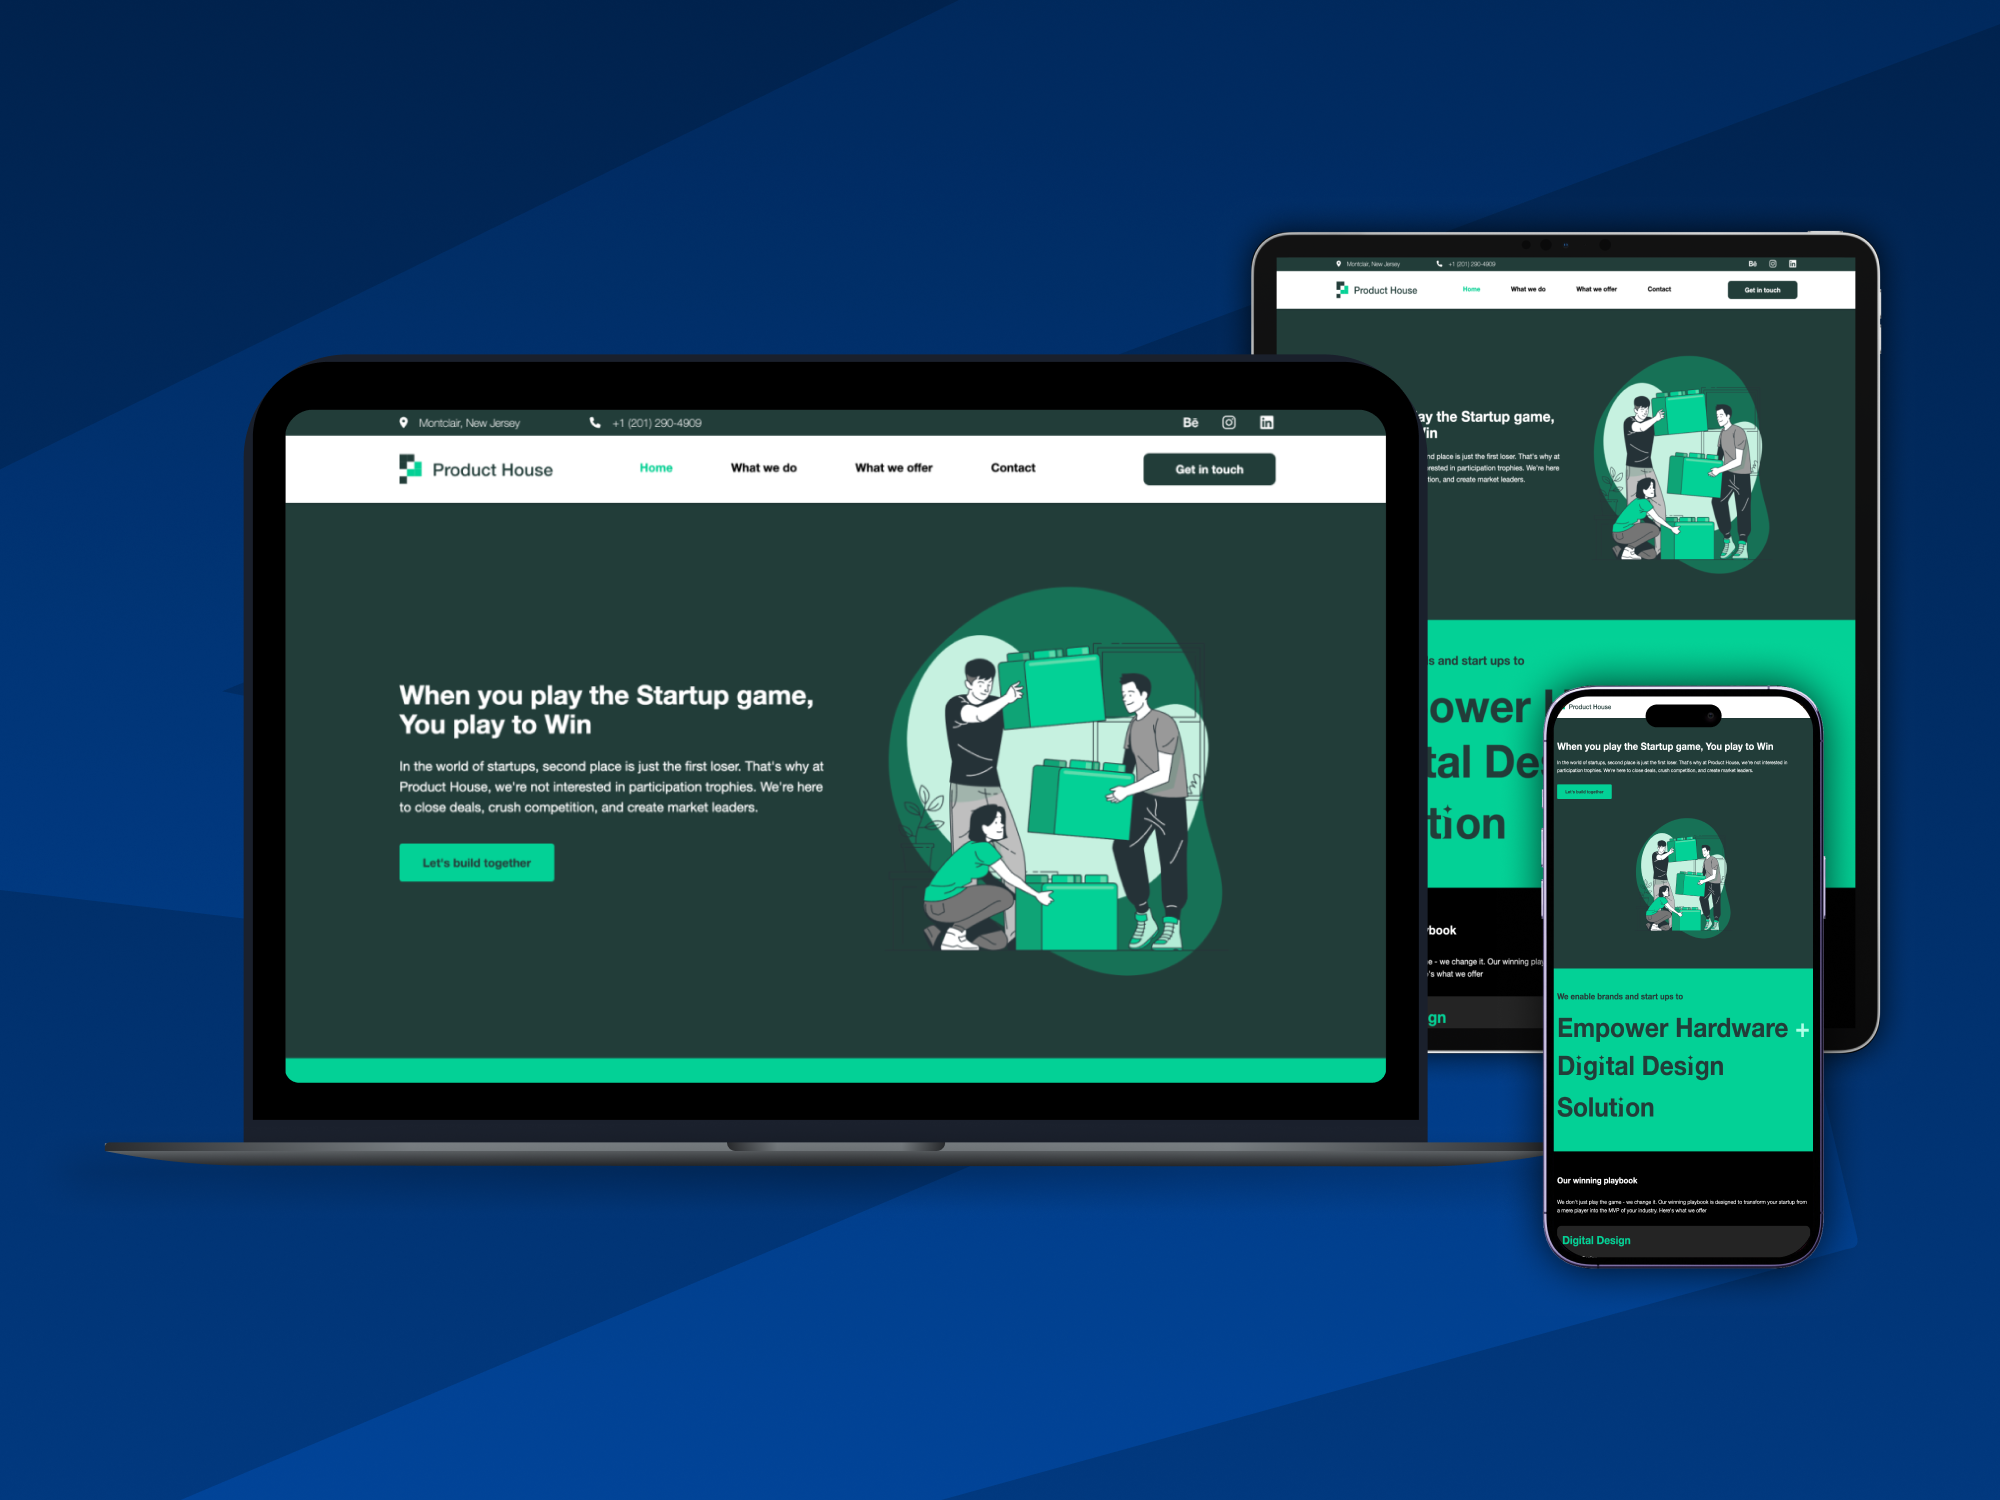 Montclair, New Jersey
+1 (201) 290-4909
Bē
in
Product House
Home
What we do
What we offer
Contact
Get in touch
When you play the Startup game,
You play to Win
In the world of startups, second place is just the first loser. That's why at
Product House, we're not interested in participation trophies. We're here
to close deals, crush competition, and create market leaders.
Let's build together
Montclair, New Jersey
+1 (201) 290-4909
Bē
in
Product House
Home
What we do
What we offer
Contact
Get in touch
ay the Startup game,
in
nd place is just the first loser. That's why at
rested in participation trophies. We're here
tion, and create market leaders.
s and start ups to
ower
tal De
tion
book
e - we change it. Our winning play
's what we offer
gn
Product House
When you play the Startup game, You play to Win
In the world of startups, second place is just the first loser. That's why at Product House, we're not interested in
participation trophies. We're here to close deals, crush competition, and create market leaders.
Let's build together
We enable brands and start ups to
Empower Hardware +
Digital Design
Solution
Our winning playbook
We don't just play the game - we change it. Our winning playbook is designed to transform your startup from
a mere player into the MVP of your industry. Here's what we offer
Digital Design